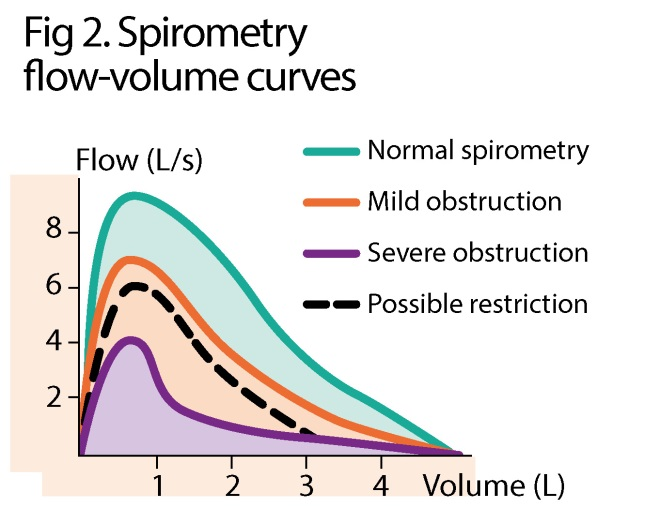 Fig 2. Spirometry
flow-volume curves
Flow (L/s)
Normal spirometry
Mild obstruction
Severe obstruction
Possible restriction
8
6
4
2
1 2 3 4 Volume (L)